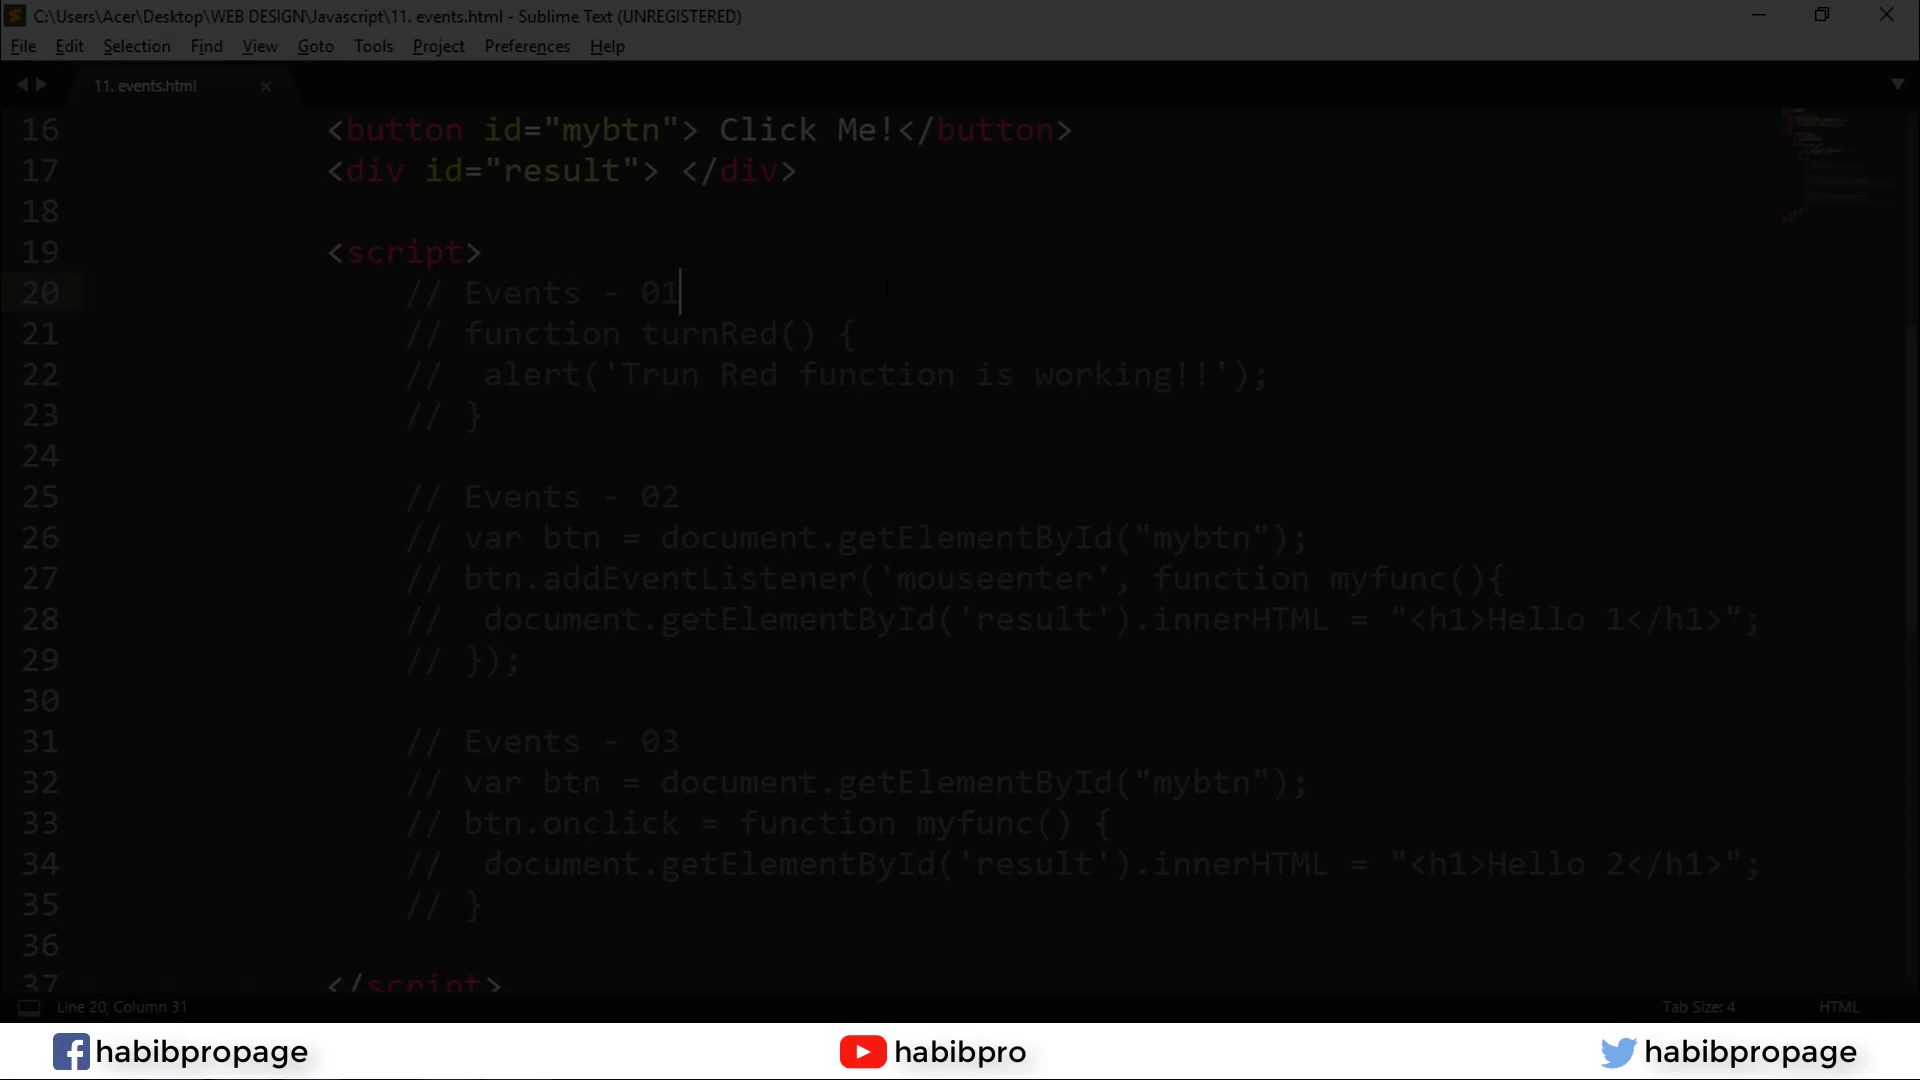 C:\Users\Acer\Desktop\WEB DESIGN\Javascript\11. events.html - Sublime Text (UNREGISTERED)
File Edit Selection Find View Goto Tools Project Preferences Help
11. events.html
16 <button id="mybtn"> Click Me!</button>
17 <div id="result"> </div>
18
19 <script>
20 // Events - 01
21 // function turnRed() {
22 //  alert('Trun Red function is working!!');
23 // }
24
25 // Events - 02
26 // var btn = document.getElementById("mybtn");
27 // btn.addEventListener('mouseenter', function myfunc(){
28 //  document.getElementById('result').innerHTML = "<h1>Hello 1</h1>";
29 // });
30
31 // Events - 03
32 // var btn = document.getElementById("mybtn");
33 // btn.onclick = function myfunc() {
34 //  document.getElementById('result').innerHTML = "<h1>Hello 2</h1>";
35 // }
36
37 </script>
Line 20, Column 31 Tab Size: 4 HTML
habibpropage habibpro habibpropage